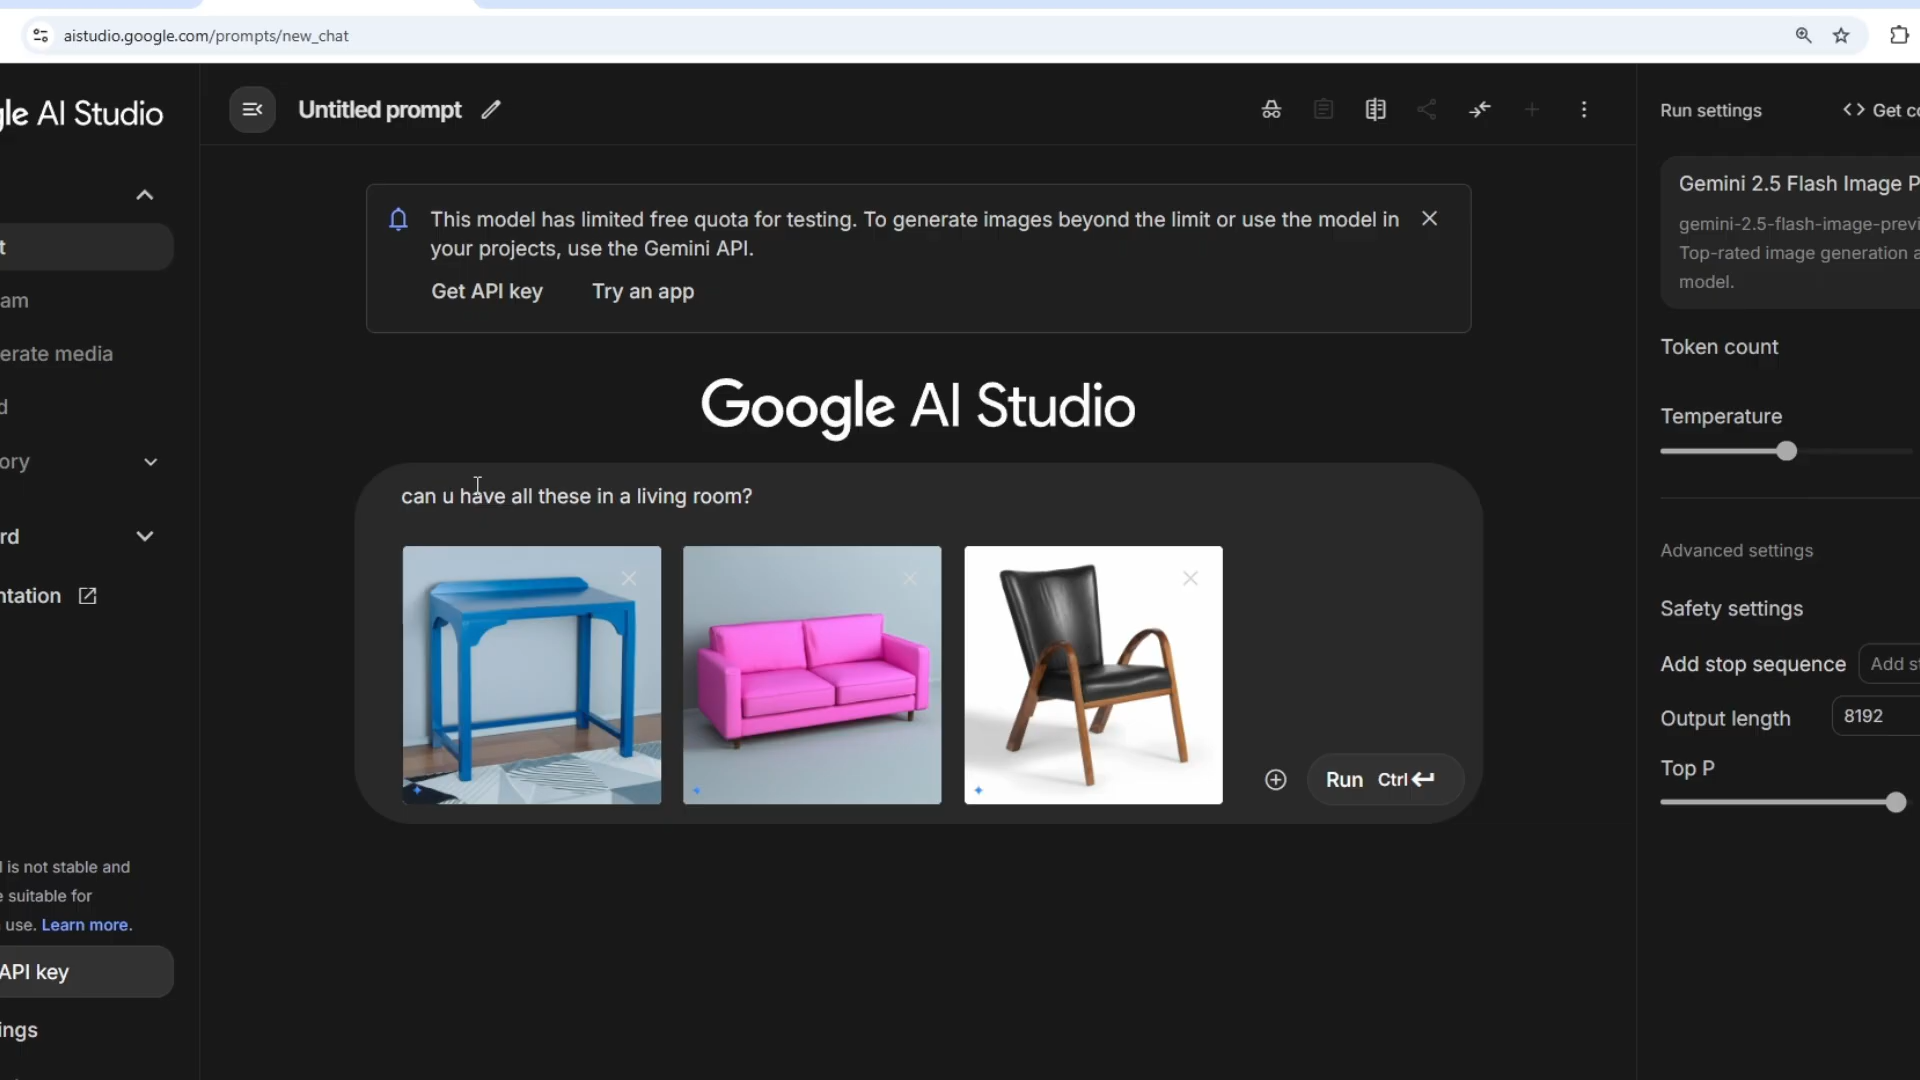 aistudio.google.com/prompts/new_chat
gle AI Studio
Untitled prompt
Run settings
Get co
This model has limited free quota for testing. To generate images beyond the limit or use the model in
your projects, use the Gemini API.
Get API key
Try an app
Gemini 2.5 Flash Image P
gemini-2.5-flash-image-previ
Top-rated image generation a
model.
t
am
erate media
d
ory
rd
ntation
Google AI Studio
can u have all these in a living room?
Run Ctrl
Token count
Temperature
Advanced settings
Safety settings
Add stop sequence
Add st
Output length
8192
Top P
is not stable and
e suitable for
use. Learn more.
API key
ings